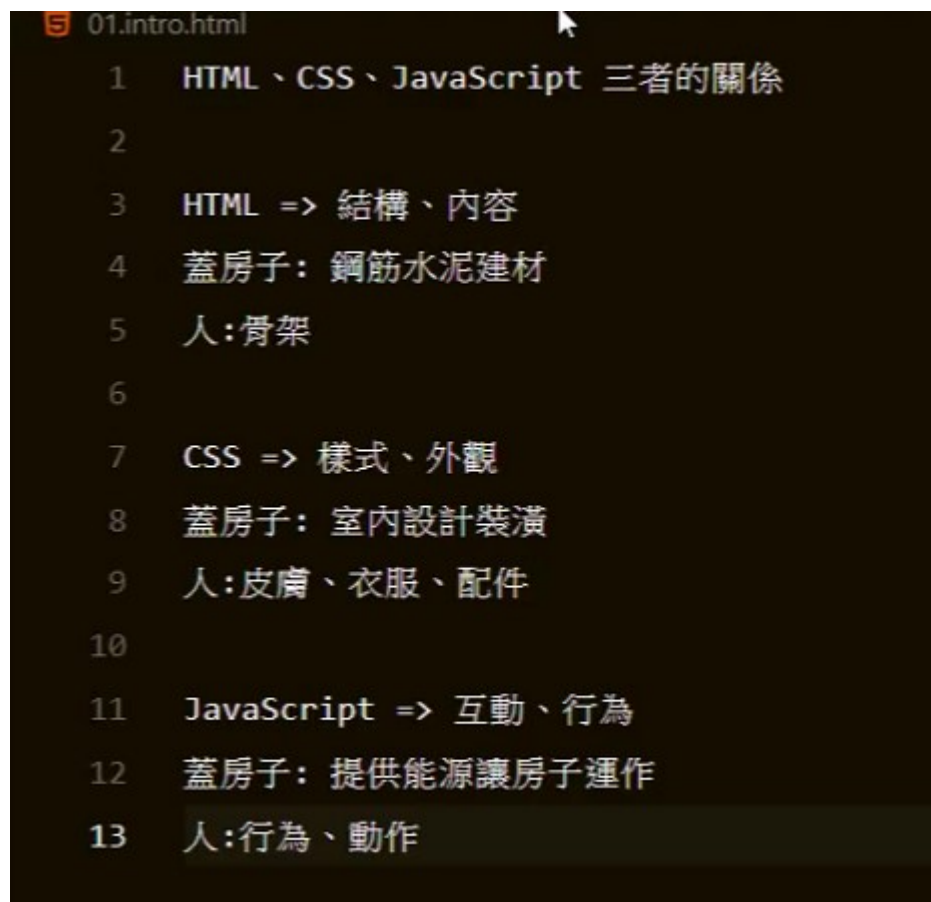 01.intro.html
1 HTML、CSS、JavaScript 三者的關係
2
3 HTML => 結構、內容
4 蓋房子: 鋼筋水泥建材
5 人:骨架
6
7 CSS => 樣式、外觀
8 蓋房子: 室內設計裝潢
9 人:皮膚、衣服、配件
10
11 JavaScript => 互動、行為
12 蓋房子: 提供能源讓房子運作
13 人:行為、動作